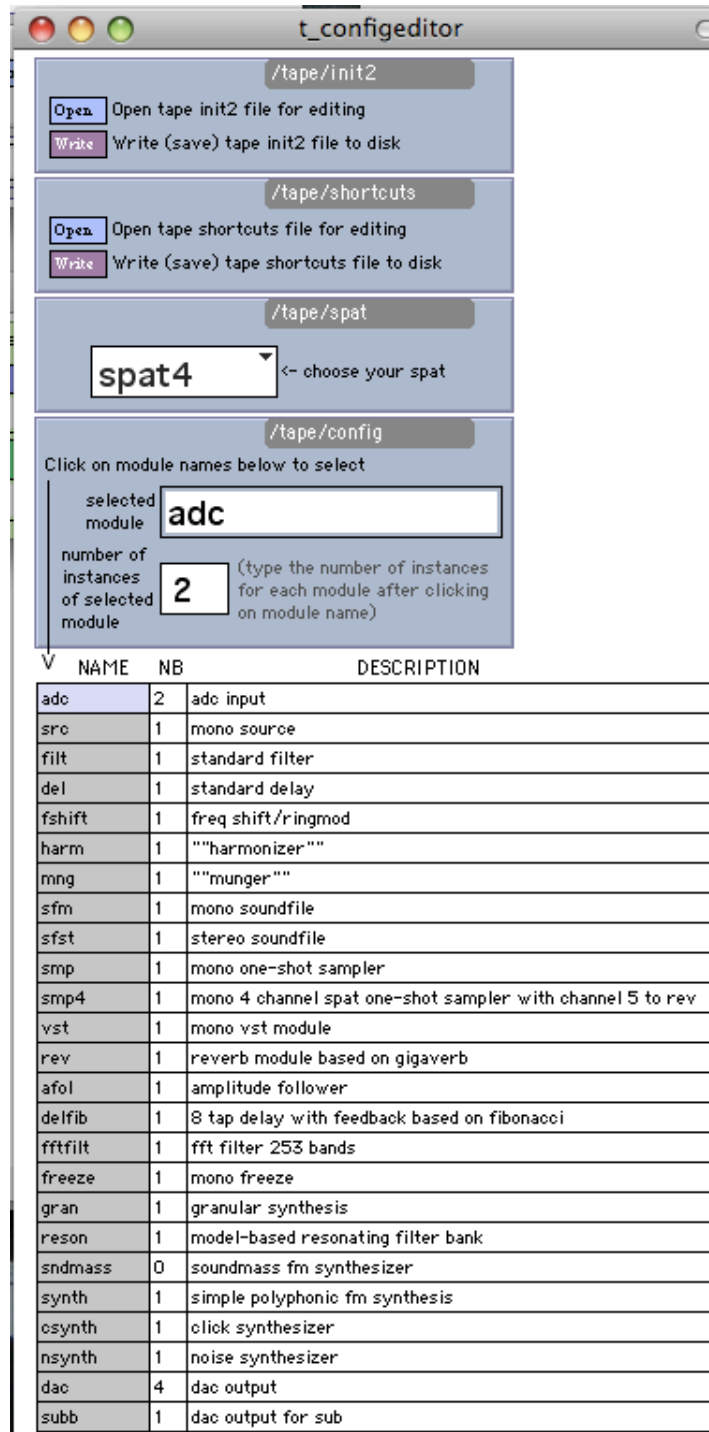 t_configeditor
/tape/init2
Open Open tape init2 file for editing
Write Write (save) tape init2 file to disk
/tape/shortcuts
Open Open tape shortcuts file for editing
Write Write (save) tape shortcuts file to disk
/tape/spat
spat4 <- choose your spat
/tape/config
Click on module names below to select
selected module adc
number of instances of selected module 2 (type the number of instances for each module after clicking on module name)
NAME NB DESCRIPTION
adc 2 adc input
src 1 mono source
filt 1 standard filter
del 1 standard delay
fshift 1 freq shift/ringmod
harm 1 ""harmonizer""
mng 1 ""munger""
sfm 1 mono soundfile
sfst 1 stereo soundfile
smp 1 mono one-shot sampler
smp4 1 mono 4 channel spat one-shot sampler with channel 5 to rev
vst 1 mono vst module
rev 1 reverb module based on gigaverb
afol 1 amplitude follower
delfib 1 8 tap delay with feedback based on fibonacci
fftfilt 1 fft filter 253 bands
freeze 1 mono freeze
gran 1 granular synthesis
reson 1 model-based resonating filter bank
sndmass 0 soundmass fm synthesizer
synth 1 simple polyphonic fm synthesis
csynth 1 click synthesizer
nsynth 1 noise synthesizer
dac 4 dac output
subb 1 dac output for sub